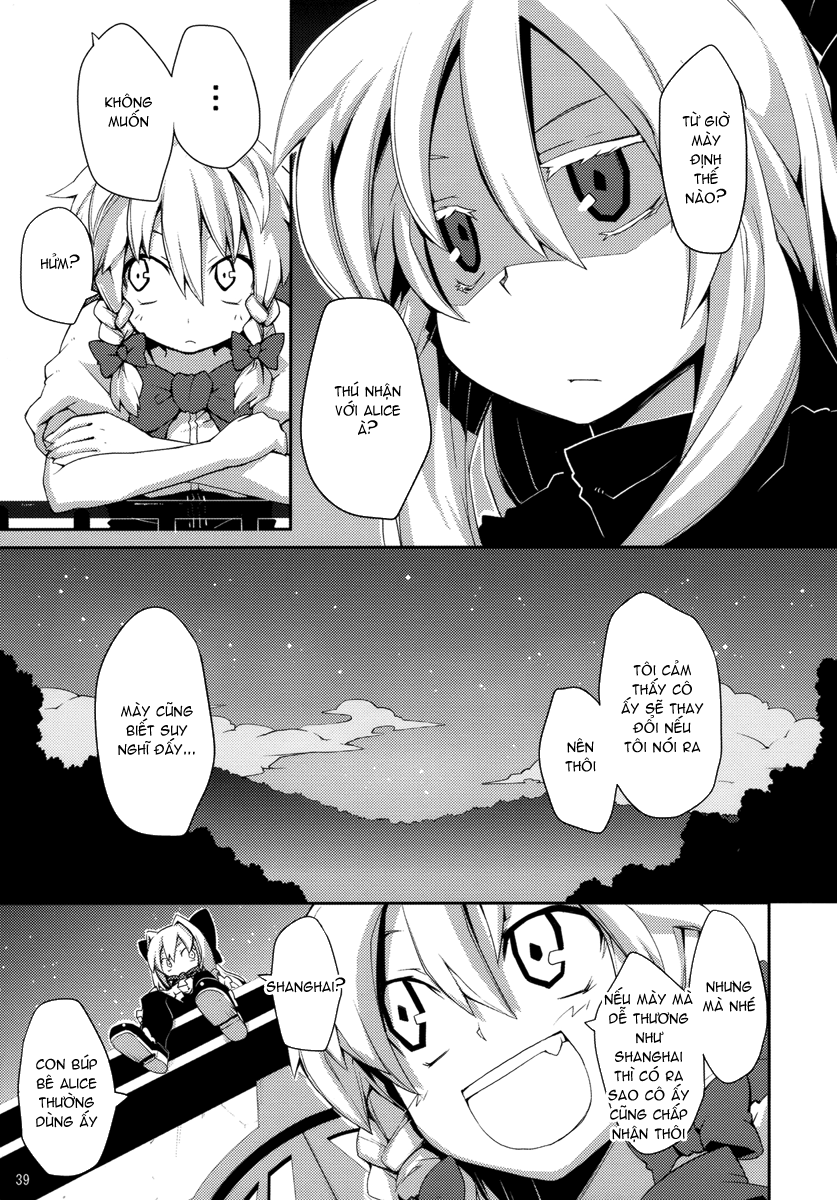 TỪ GIỜ
MÀY
ĐỊNH
THẾ
NÀO?
THÚ NHẬN
VỚI ALICE
À?
...
KHÔNG
MUỐN
HỬM?
TÔI CẢM
THẤY CÔ
ẤY SẼ THAY
ĐỔI NẾU
TÔI NÓI RA
NÊN
THÔI
MÀY CŨNG
BIẾT SUY
NGHĨ ĐẤY...
NHƯNG
MÀ NHÉ
NẾU MÀY MÀ
DỄ THƯƠNG
NHƯ
SHANGHAI
THÌ CÓ RA
SAO CÔ ẤY
CŨNG CHẤP
NHẬN THÔI
SHANGHAI?
CON BÚP
BÊ ALICE
THƯỜNG
DÙNG ẤY
39